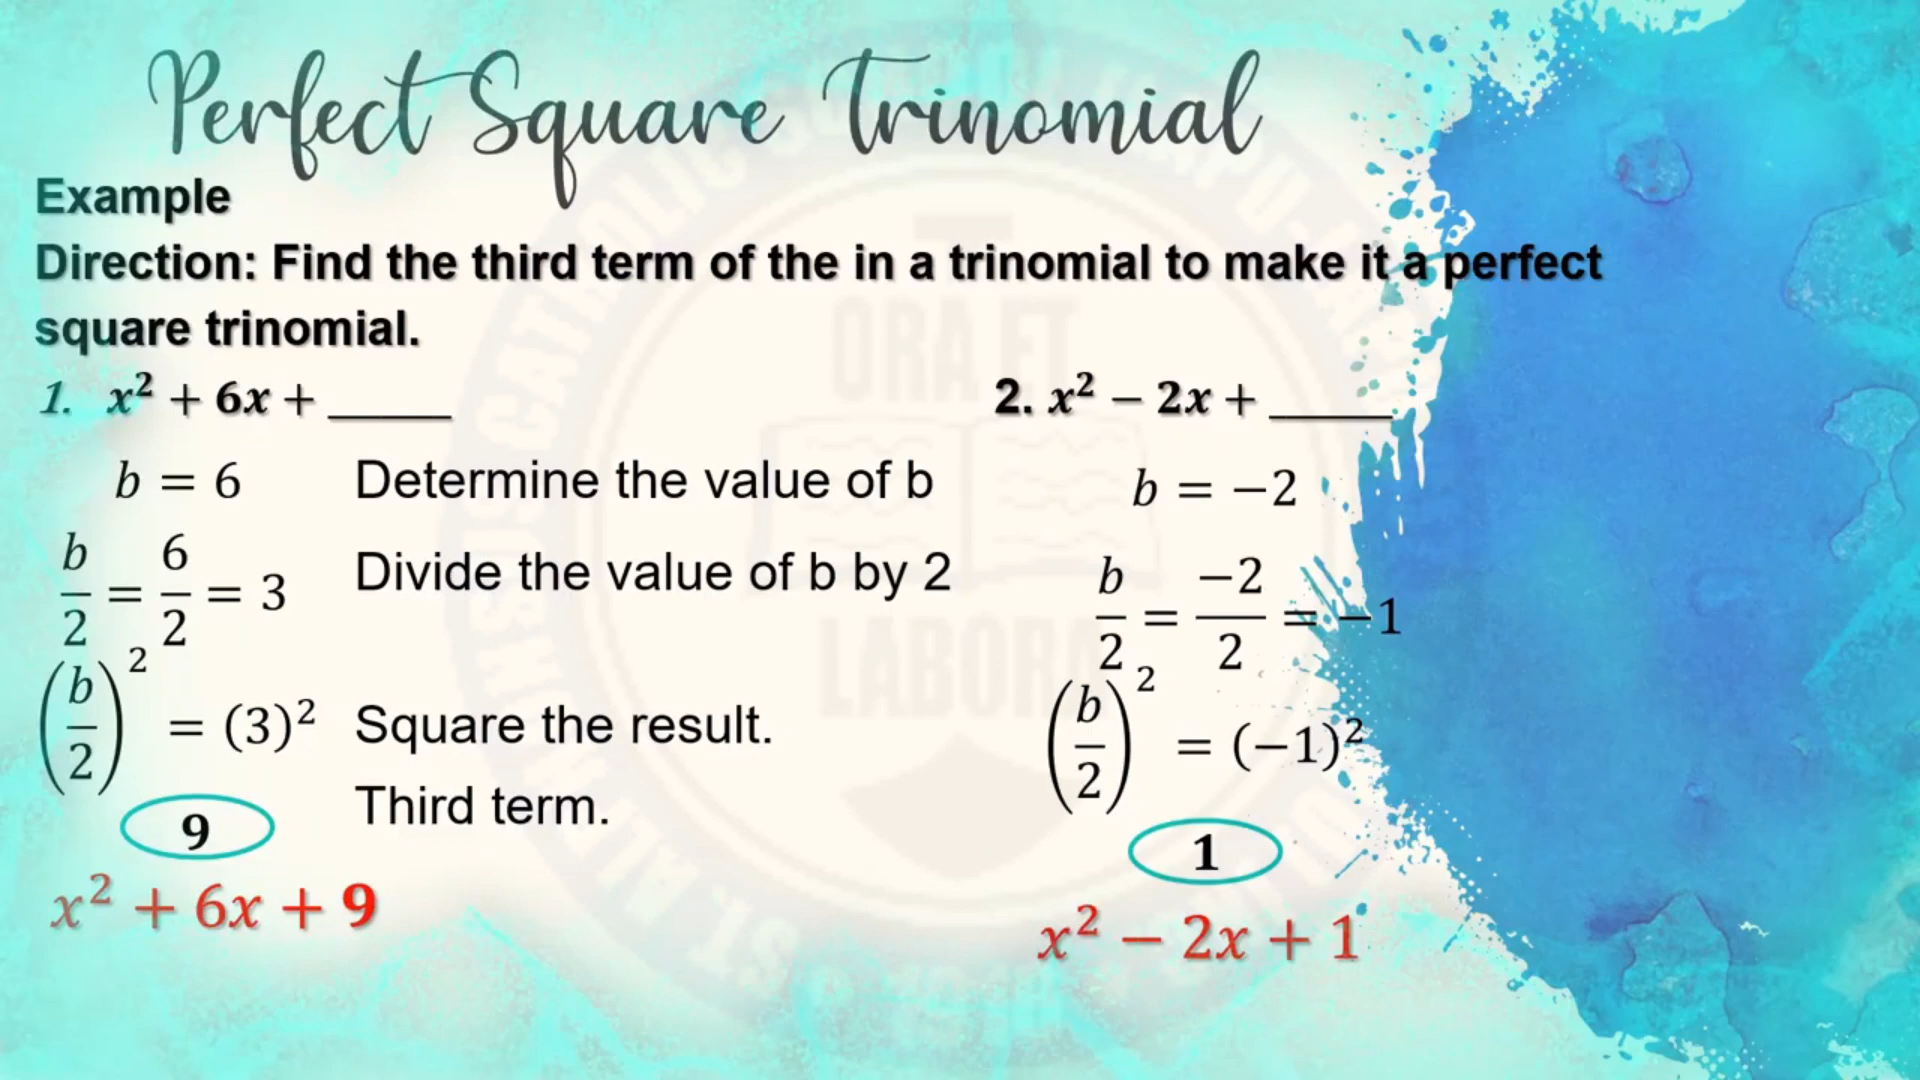 Perfect Square Trinomial
Example
Direction: Find the third term of the in a trinomial to make it a perfect
square trinomial.
1. x² + 6x + _____
b = 6 Determine the value of b
b/2 = 6/2 = 3 Divide the value of b by 2
(b/2)² = (3)² Square the result.
9 Third term.
x² + 6x + 9
2. x² − 2x + _____
b = −2
b/2 = −2/2 = −1
(b/2)² = (−1)²
1
x² − 2x + 1
ORA ET
LABORA